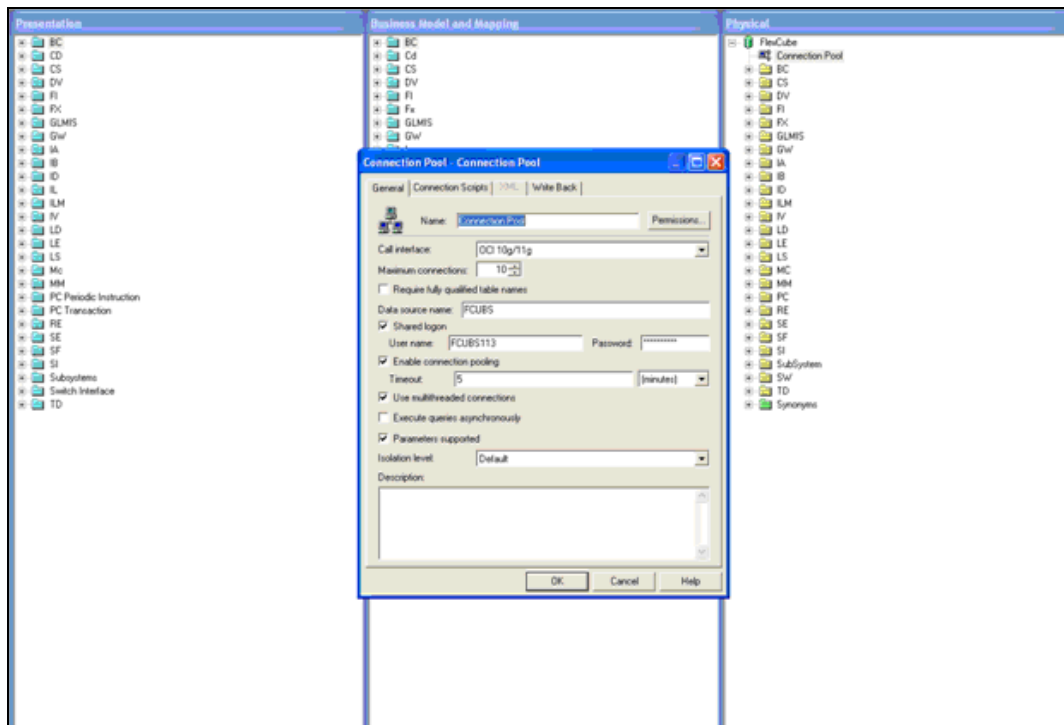 Presentation
BC
CD
CS
DV
FI
FX
GLMIS
GW
IA
IB
ID
IL
ILM
IV
LD
LE
LS
Mc
MM
PC Periodic Instruction
PC Transaction
RE
SE
SF
SI
Subsystems
Switch Interface
TD
Business Model and Mapping
BC
Cd
CS
DV
FI
Fx
GLMIS
GW
Physical
FlexCube
Connection Pool
BC
CS
DV
FI
FX
GLMIS
GW
IA
IB
ID
ILM
IV
LD
LE
LS
MC
MM
PC
RE
SE
SF
SI
SubSystem
SW
TD
Synonyms
Connection Pool - Connection Pool
General Connection Scripts XML Write Back
Name: Connection Pool Permissions...
Call interface: OCI 10g/11g
Maximum connections: 10
Require fully qualified table names
Data source name: FCUBS
Shared logon
User name: FCUBS113 Password: **********
Enable connection pooling
Timeout: 5 (minutes)
Use multithreaded connections
Execute queries asynchronously
Parameters supported
Isolation level: Default
Description:
OK Cancel Help